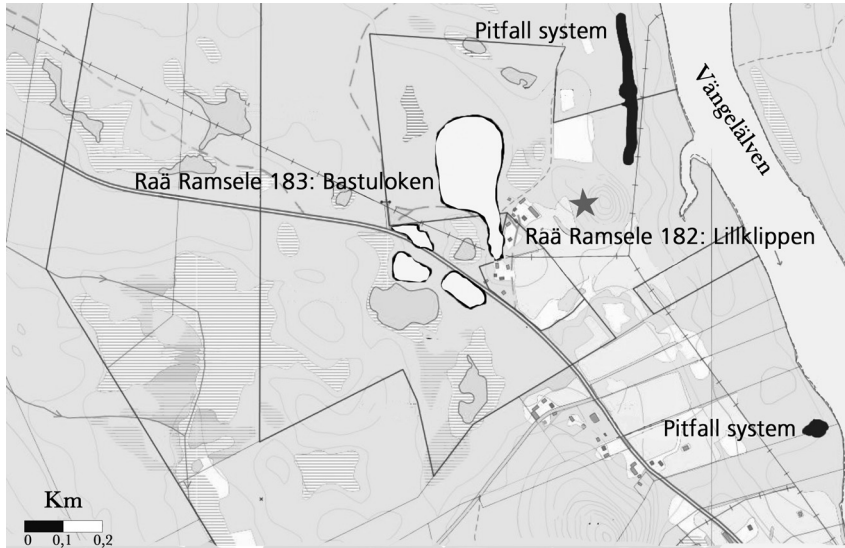 Pitfall system
Vängelälven
Raä Ramsele 183: Bastuloken
Raä Ramsele 182: Lillklippen
Pitfall system
Km
0 0,1 0,2